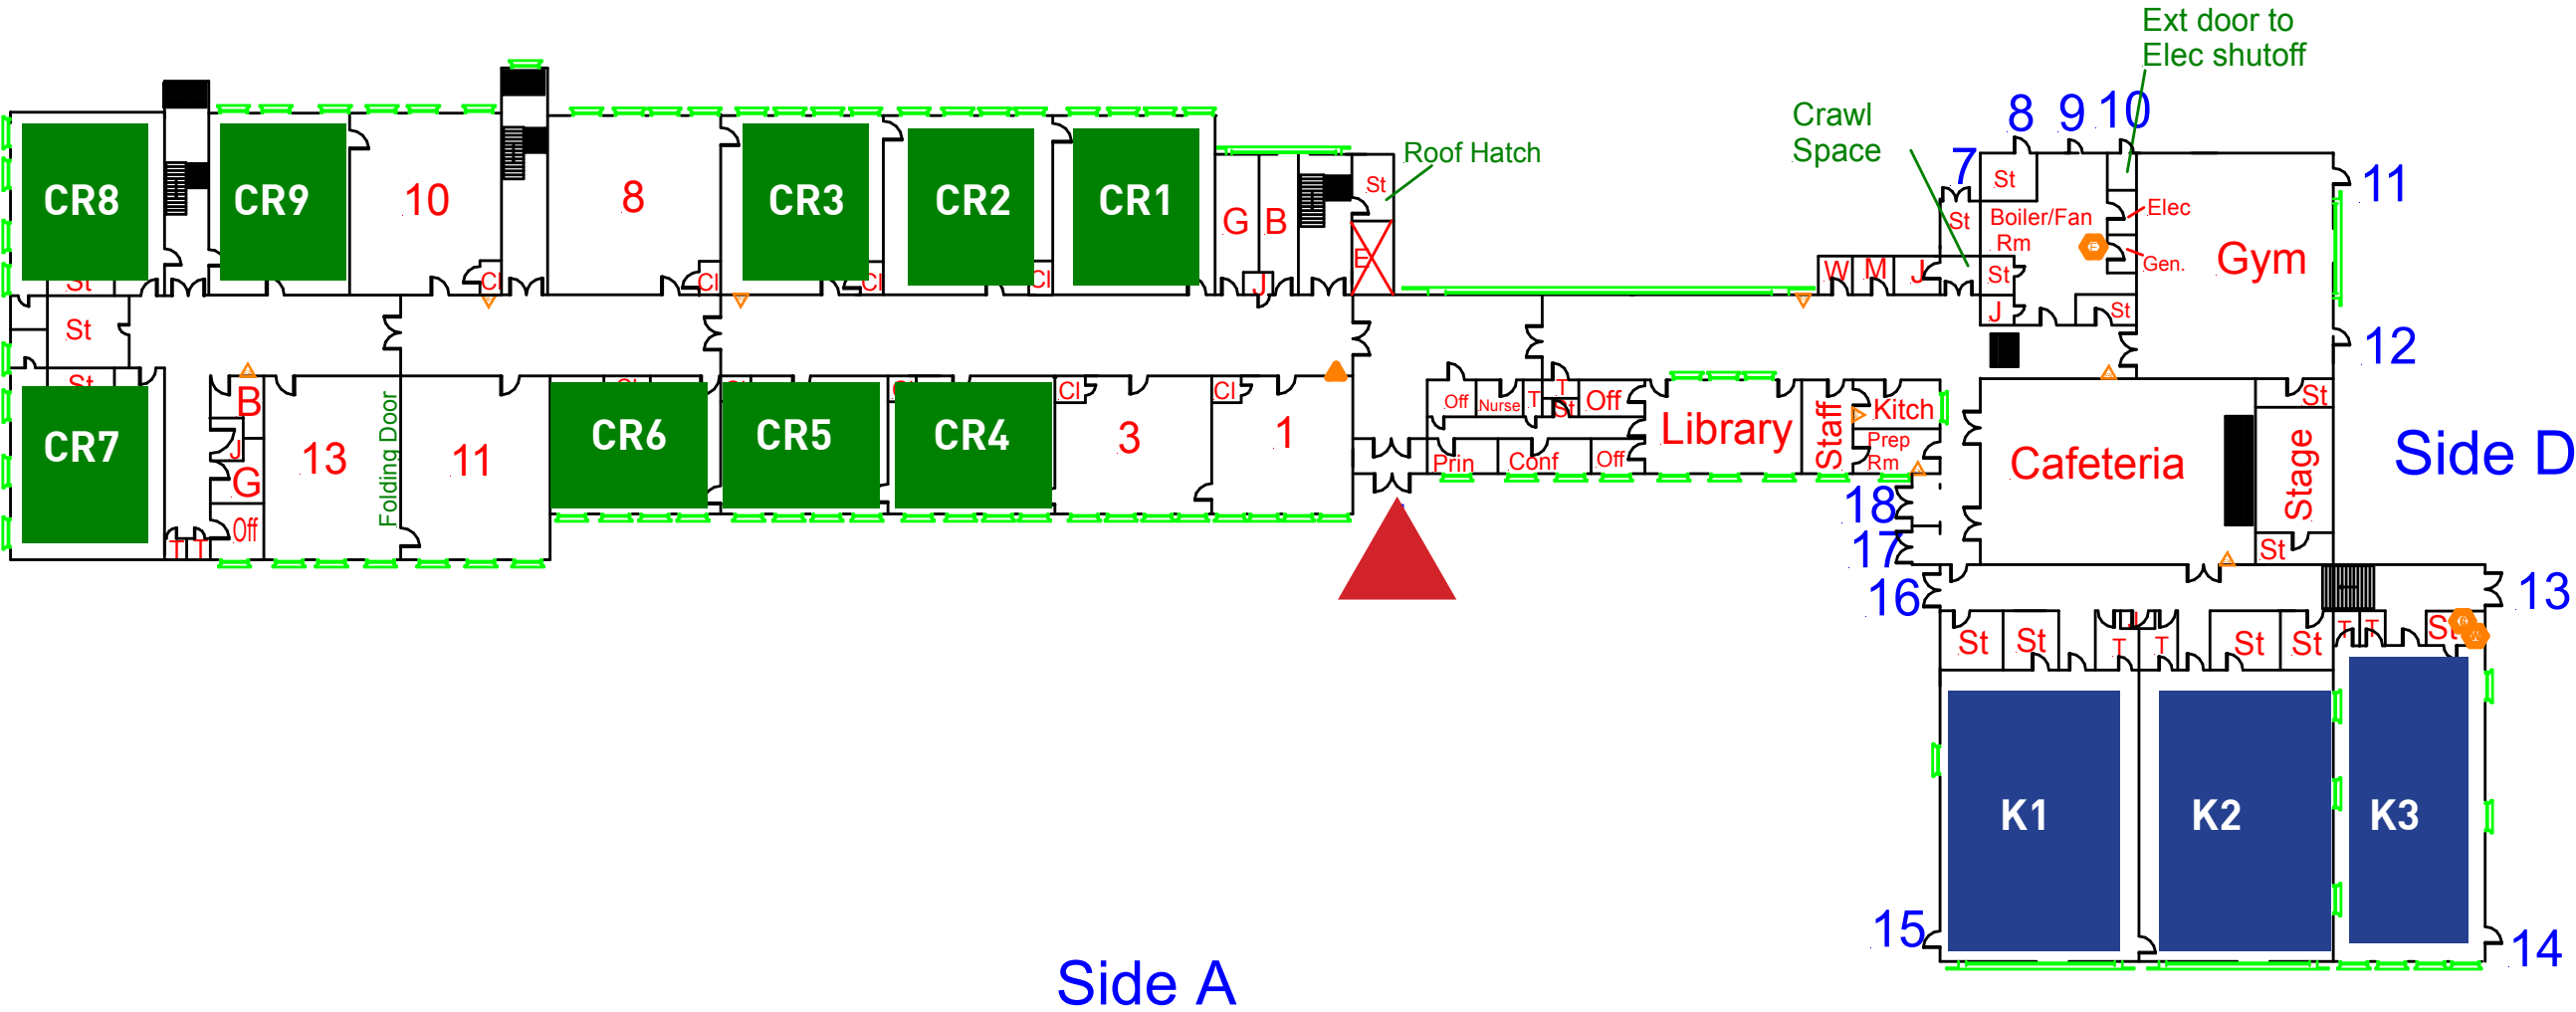 Ext door to
Elec shutoff
Crawl
Space
Roof Hatch
8
9
10
7
11
12
CR8
CR9
10
8
CR3
CR2
CR1
G
B
St
E
J
Cl
Cl
Cl
Cl
St
St
St
St
Boiler/Fan
Rm
Elec
Gen.
Gym
W
M
J
St
J
St
CR7
B
J
G
Off
T
T
13
Folding Door
11
CR6
CR5
CR4
Cl
3
Cl
1
Off
Nurse
T
T
St
Off
Prin
Conf
Off
Library
Staff
Kitch
Prep
Rm
Cafeteria
Stage
St
St
Side D
18
17
16
13
St
St
T
J
T
St
St
T
T
St
K1
K2
K3
15
14
Side A